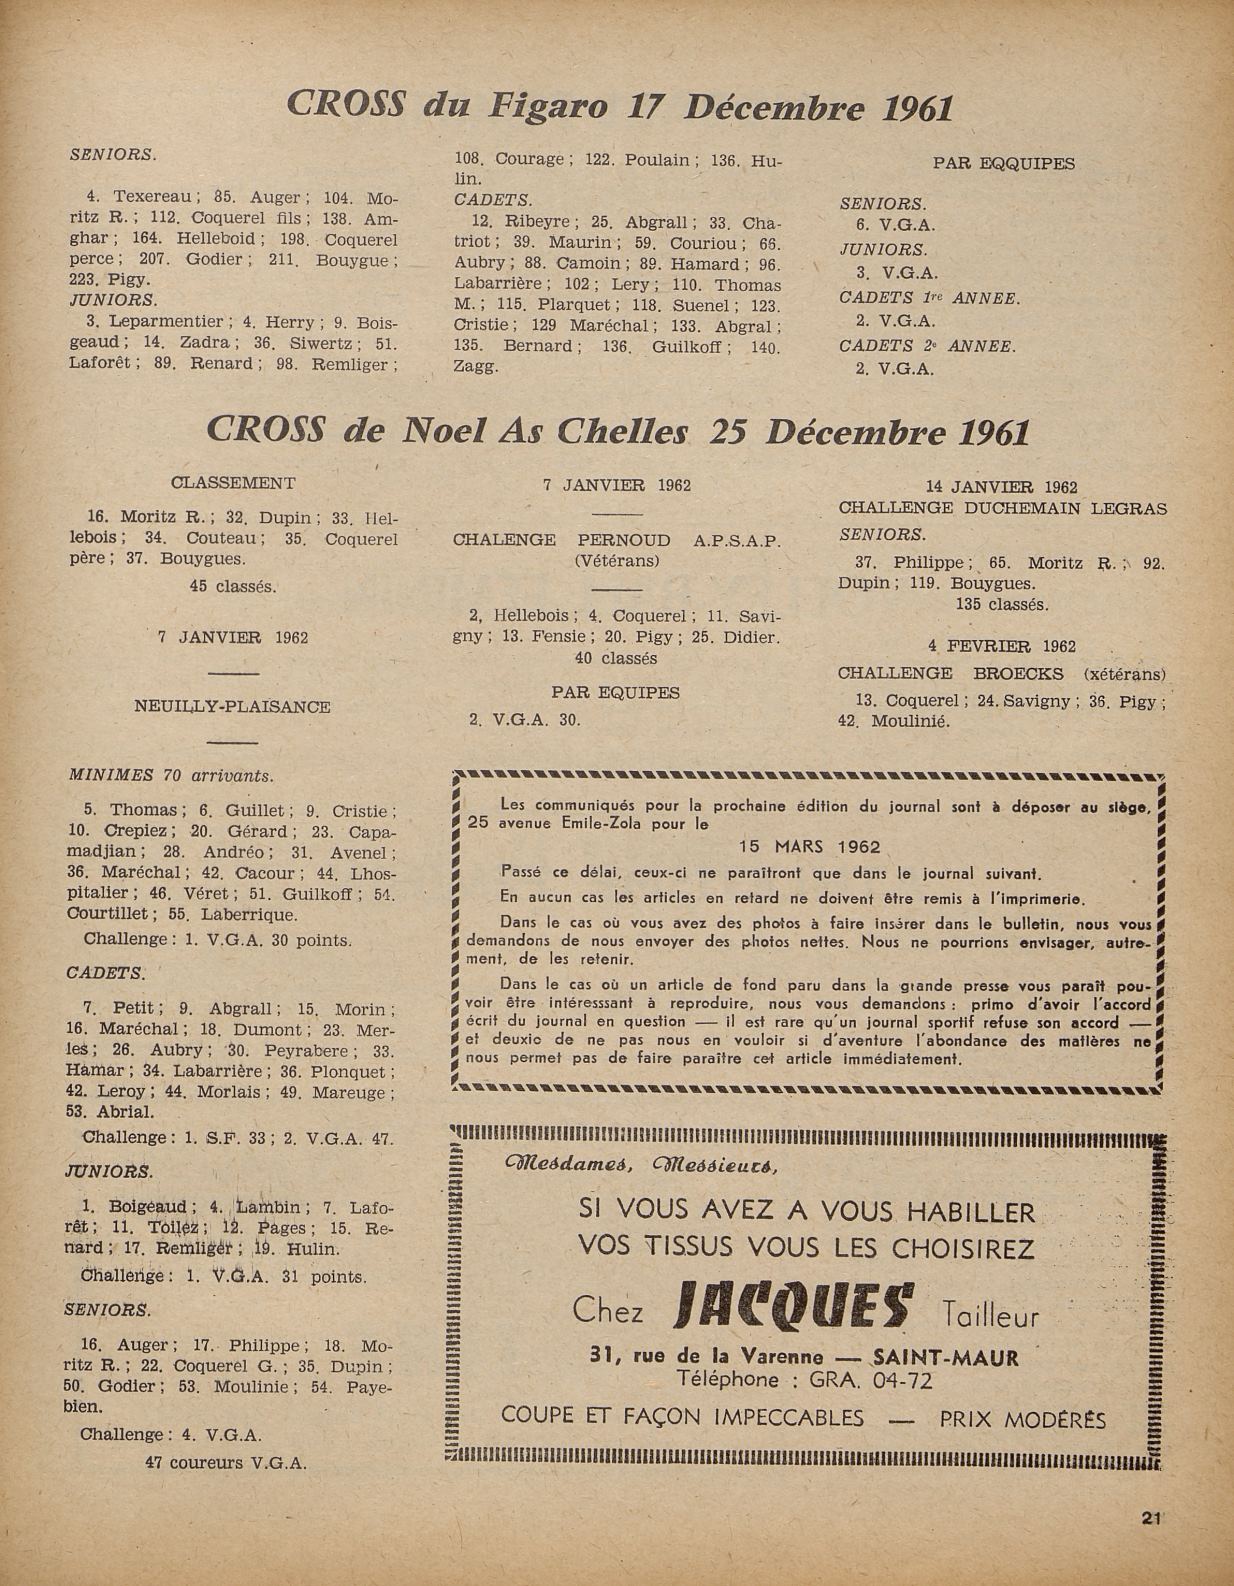 CROSS du Figaro 17 Décembre 1961
SENIORS.
4. Texereau ; 85. Auger ; 104. Mo-
ritz R. ; 112. Coquerel fils ; 138. Am-
ghar ; 164. Helleboid ; 198. Coquerel
perce ; 207. Godier ; 211. Bouygue ;
223. Pigy.
JUNIORS.
3. Leparmentier ; 4. Herry ; 9. Bois-
geaud ; 14. Zadra ; 36. Siwertz ; 51.
Laforêt ; 89. Renard ; 98. Remliger ;
108. Courage ; 122. Poulain ; 136. Hu-
lin.
CADETS.
12. Ribeyre ; 25. Abgrall ; 33. Cha-
triot ; 39. Maurin ; 59. Couriou ; 66.
Aubry ; 88. Camoin ; 89. Hamard ; 96.
Labarrière ; 102 ; Lery ; 110. Thomas
M. ; 115. Plarquet ; 118. Suenel ; 123.
Cristie ; 129 Maréchal ; 133. Abgral ;
135. Bernard ; 136. Guilkoff ; 140.
Zagg.
PAR EQQUIPES
SENIORS.
6. V.G.A.
JUNIORS.
3. V.G.A.
CADETS 1re ANNEE.
2. V.G.A.
CADETS 2e ANNEE.
2. V.G.A.
CROSS de Noel As Chelles 25 Décembre 1961
CLASSEMENT
16. Moritz R. ; 32. Dupin ; 33. Hel-
lebois ; 34. Couteau ; 35. Coquerel
père ; 37. Bouygues.
45 classés.
7 JANVIER 1962
NEUILLY-PLAISANCE
MINIMES 70 arrivants.
5. Thomas ; 6. Guillet ; 9. Cristie ;
10. Crepiez ; 20. Gérard ; 23. Capa-
madjian ; 28. Andréo ; 31. Avenel ;
36. Maréchal ; 42. Cacour ; 44. Lhos-
pitalier ; 46. Véret ; 51. Guilkoff ; 54.
Courtillet ; 55. Laberrique.
Challenge : 1. V.G.A. 30 points.
CADETS.
7. Petit ; 9. Abgrall ; 15. Morin ;
16. Maréchal ; 18. Dumont ; 23. Mer-
les ; 26. Aubry ; 30. Peyrabere ; 33.
Hamar ; 34. Labarrière ; 36. Plonquet ;
42. Leroy ; 44. Morlais ; 49. Mareuge ;
53. Abrial.
Challenge : 1. S.F. 33 ; 2. V.G.A. 47.
JUNIORS.
1. Boigeaud ; 4. Lambin ; 7. Lafo-
rêt ; 11. Toilez ; 12. Pages ; 15. Re-
nard ; 17. Remliger ; 19. Hulin.
Challenge : 1. V.G.A. 31 points.
SENIORS.
16. Auger ; 17. Philippe ; 18. Mo-
ritz R. ; 22. Coquerel G. ; 35. Dupin ;
50. Godier ; 53. Moulinie ; 54. Paye-
bien.
Challenge : 4. V.G.A.
47 coureurs V.G.A.
7 JANVIER 1962
CHALENGE PERNOUD A.P.S.A.P.
(Vétérans)
2, Hellebois ; 4. Coquerel ; 11. Savi-
gny ; 13. Fensie ; 20. Pigy ; 25. Didier.
40 classés
PAR EQUIPES
2. V.G.A. 30.
14 JANVIER 1962
CHALLENGE DUCHEMAIN LEGRAS
SENIORS.
37. Philippe ; 65. Moritz R. ; 92.
Dupin ; 119. Bouygues.
135 classés.
4 FEVRIER 1962
CHALLENGE BROECKS (xétérans)
13. Coquerel ; 24. Savigny ; 36. Pigy ;
42. Moulinié.
Les communiqués pour la prochaine édition du journal sont à déposer au siège,
25 avenue Emile-Zola pour le
15 MARS 1962
Passé ce délai, ceux-ci ne paraîtront que dans le journal suivant.
En aucun cas les articles en retard ne doivent être remis à l'imprimerie.
Dans le cas où vous avez des photos à faire insérer dans le bulletin, nous vous
demandons de nous envoyer des photos nettes. Nous ne pourrions envisager, autre-
ment, de les retenir.
Dans le cas où un article de fond paru dans la grande presse vous paraît pou-
voir être intéresssant à reproduire, nous vous demandons : primo d'avoir l'accord
écrit du journal en question — il est rare qu'un journal sportif refuse son accord —
et deuxio de ne pas nous en vouloir si d'aventure l'abondance des matières ne
nous permet pas de faire paraître cet article immédiatement.
Mesdames, Messieurs,
SI VOUS AVEZ A VOUS HABILLER
VOS TISSUS VOUS LES CHOISIREZ
Chez JACQUES Tailleur
31, rue de la Varenne — SAINT-MAUR
Téléphone : GRA. 04-72
COUPE ET FAÇON IMPECCABLES — PRIX MODÉRÉS
21